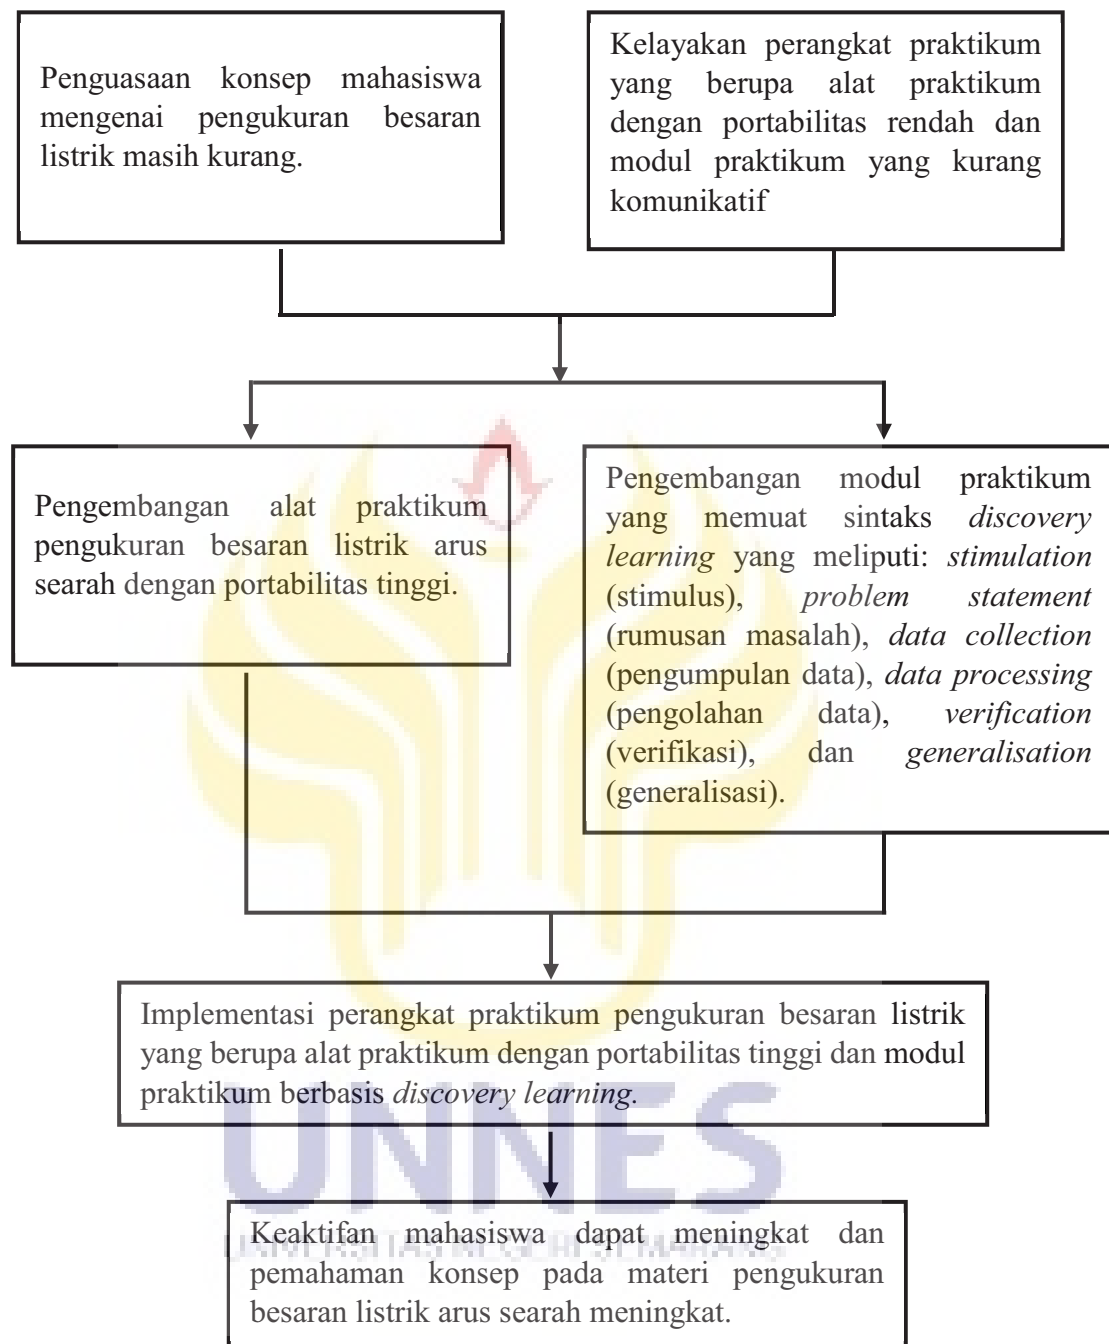 Penguasaan konsep mahasiswa
mengenai pengukuran besaran
listrik masih kurang.
Kelayakan perangkat praktikum
yang berupa alat praktikum
dengan portabilitas rendah dan
modul praktikum yang kurang
komunikatif
Pengembangan alat praktikum
pengukuran besaran listrik arus
searah dengan portabilitas tinggi.
Pengembangan modul praktikum
yang memuat sintaks discovery
learning yang meliputi: stimulation
(stimulus), problem statement
(rumusan masalah), data collection
(pengumpulan data), data processing
(pengolahan data), verification
(verifikasi), dan generalisation
(generalisasi).
Implementasi perangkat praktikum pengukuran besaran listrik
yang berupa alat praktikum dengan portabilitas tinggi dan modul
praktikum berbasis discovery learning.
UNNES
UNIVERSITAS NEGERI SEMARANG
Keaktifan mahasiswa dapat meningkat dan
pemahaman konsep pada materi pengukuran
besaran listrik arus searah meningkat.